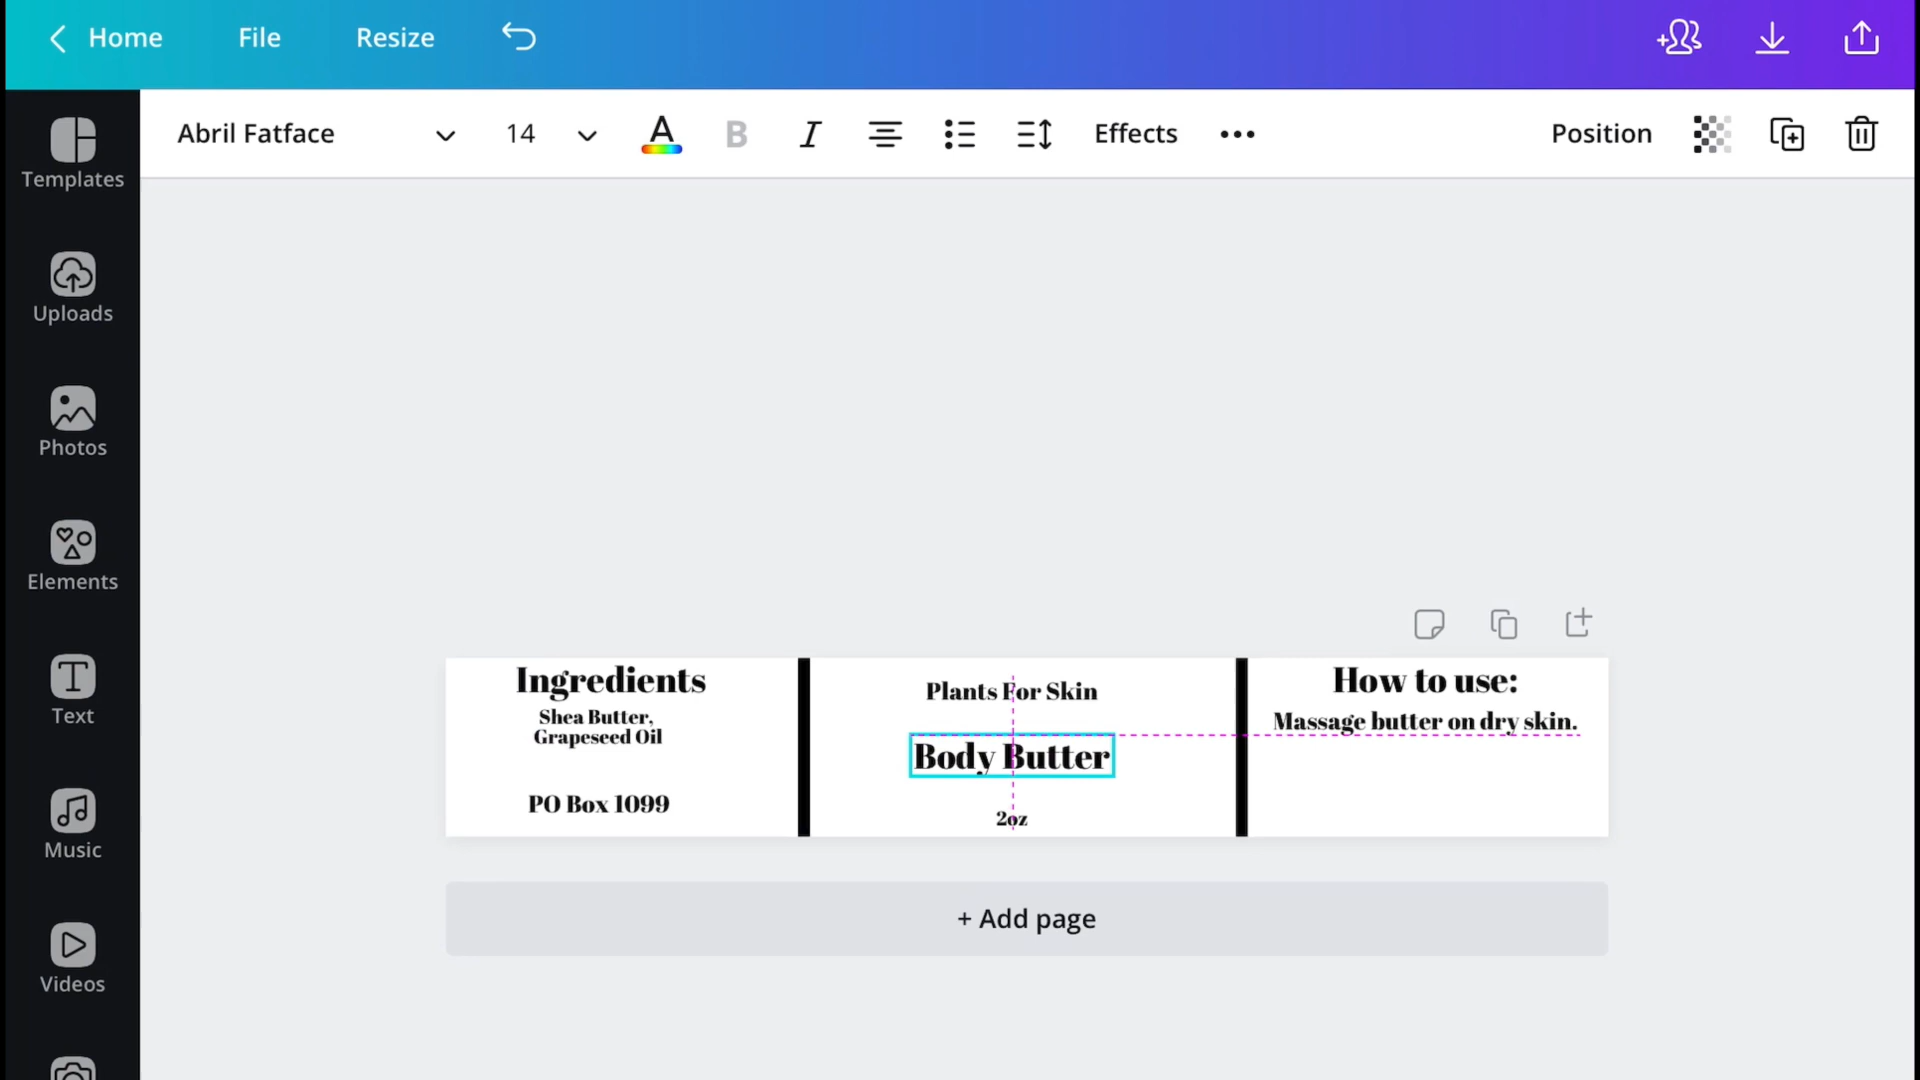 Home
File
Resize
Abril Fatface
14
A
B
I
Effects
Position
Templates
Uploads
Photos
Elements
Text
Music
Videos
Ingredients
Shea Butter,
Grapeseed Oil
PO Box 1099
Plants For Skin
Body Butter
2oz
How to use:
Massage butter on dry skin.
+ Add page